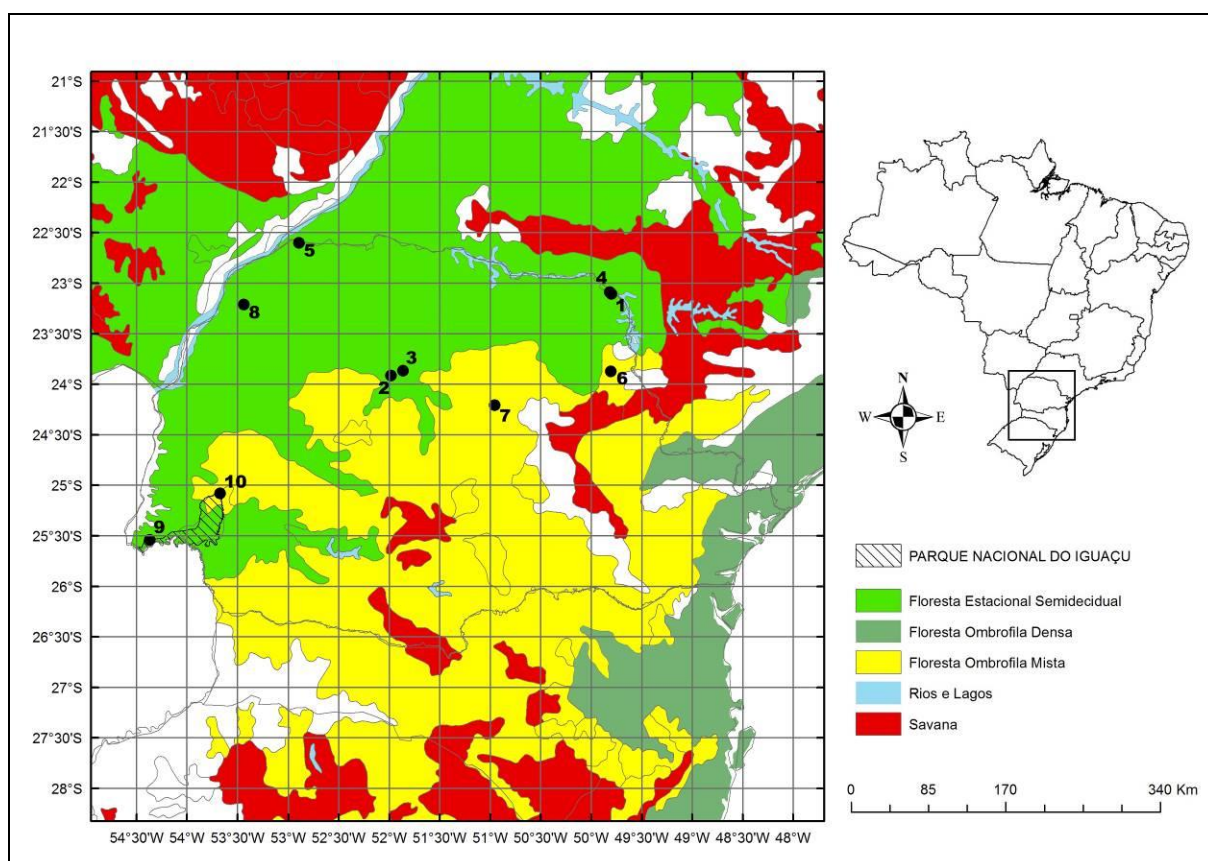 21°S
21°30'S
22°S
22°30'S
23°S
23°30'S
24°S
24°30'S
25°S
25°30'S
26°S
26°30'S
27°S
27°30'S
28°S
5
4
1
8
3
2
6
7
10
9
54°30'W 54°W 53°30'W 53°W 52°30'W 52°W 51°30'W 51°W 50°30'W 50°W 49°30'W 49°W 48°30'W 48°W
N
W E
S
PARQUE NACIONAL DO IGUAÇU
Floresta Estacional Semidecidual
Floresta Ombrofila Densa
Floresta Ombrofila Mista
Rios e Lagos
Savana
0 85 170 340 Km